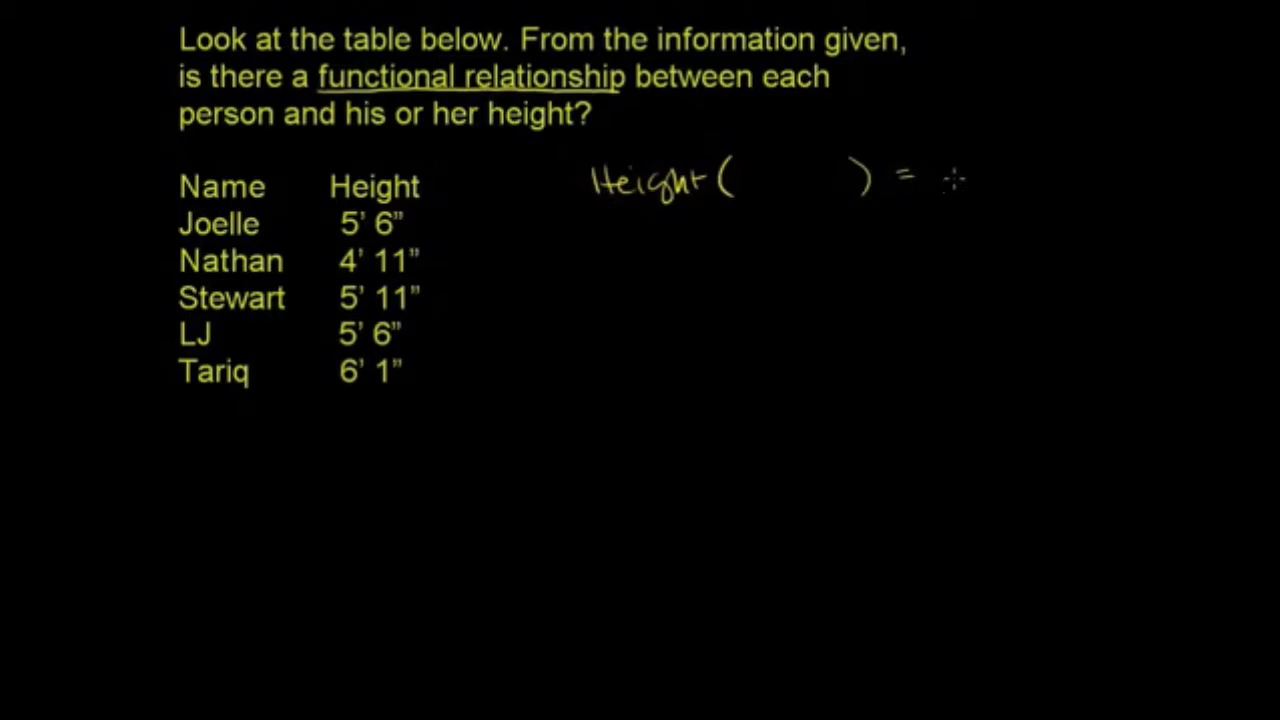 Look at the table below. From the information given,
is there a functional relationship between each
person and his or her height?
Name Height
Height( ) =
Joelle 5’ 6”
Nathan 4’ 11”
Stewart 5’ 11”
LJ 5’ 6”
Tariq 6’ 1”